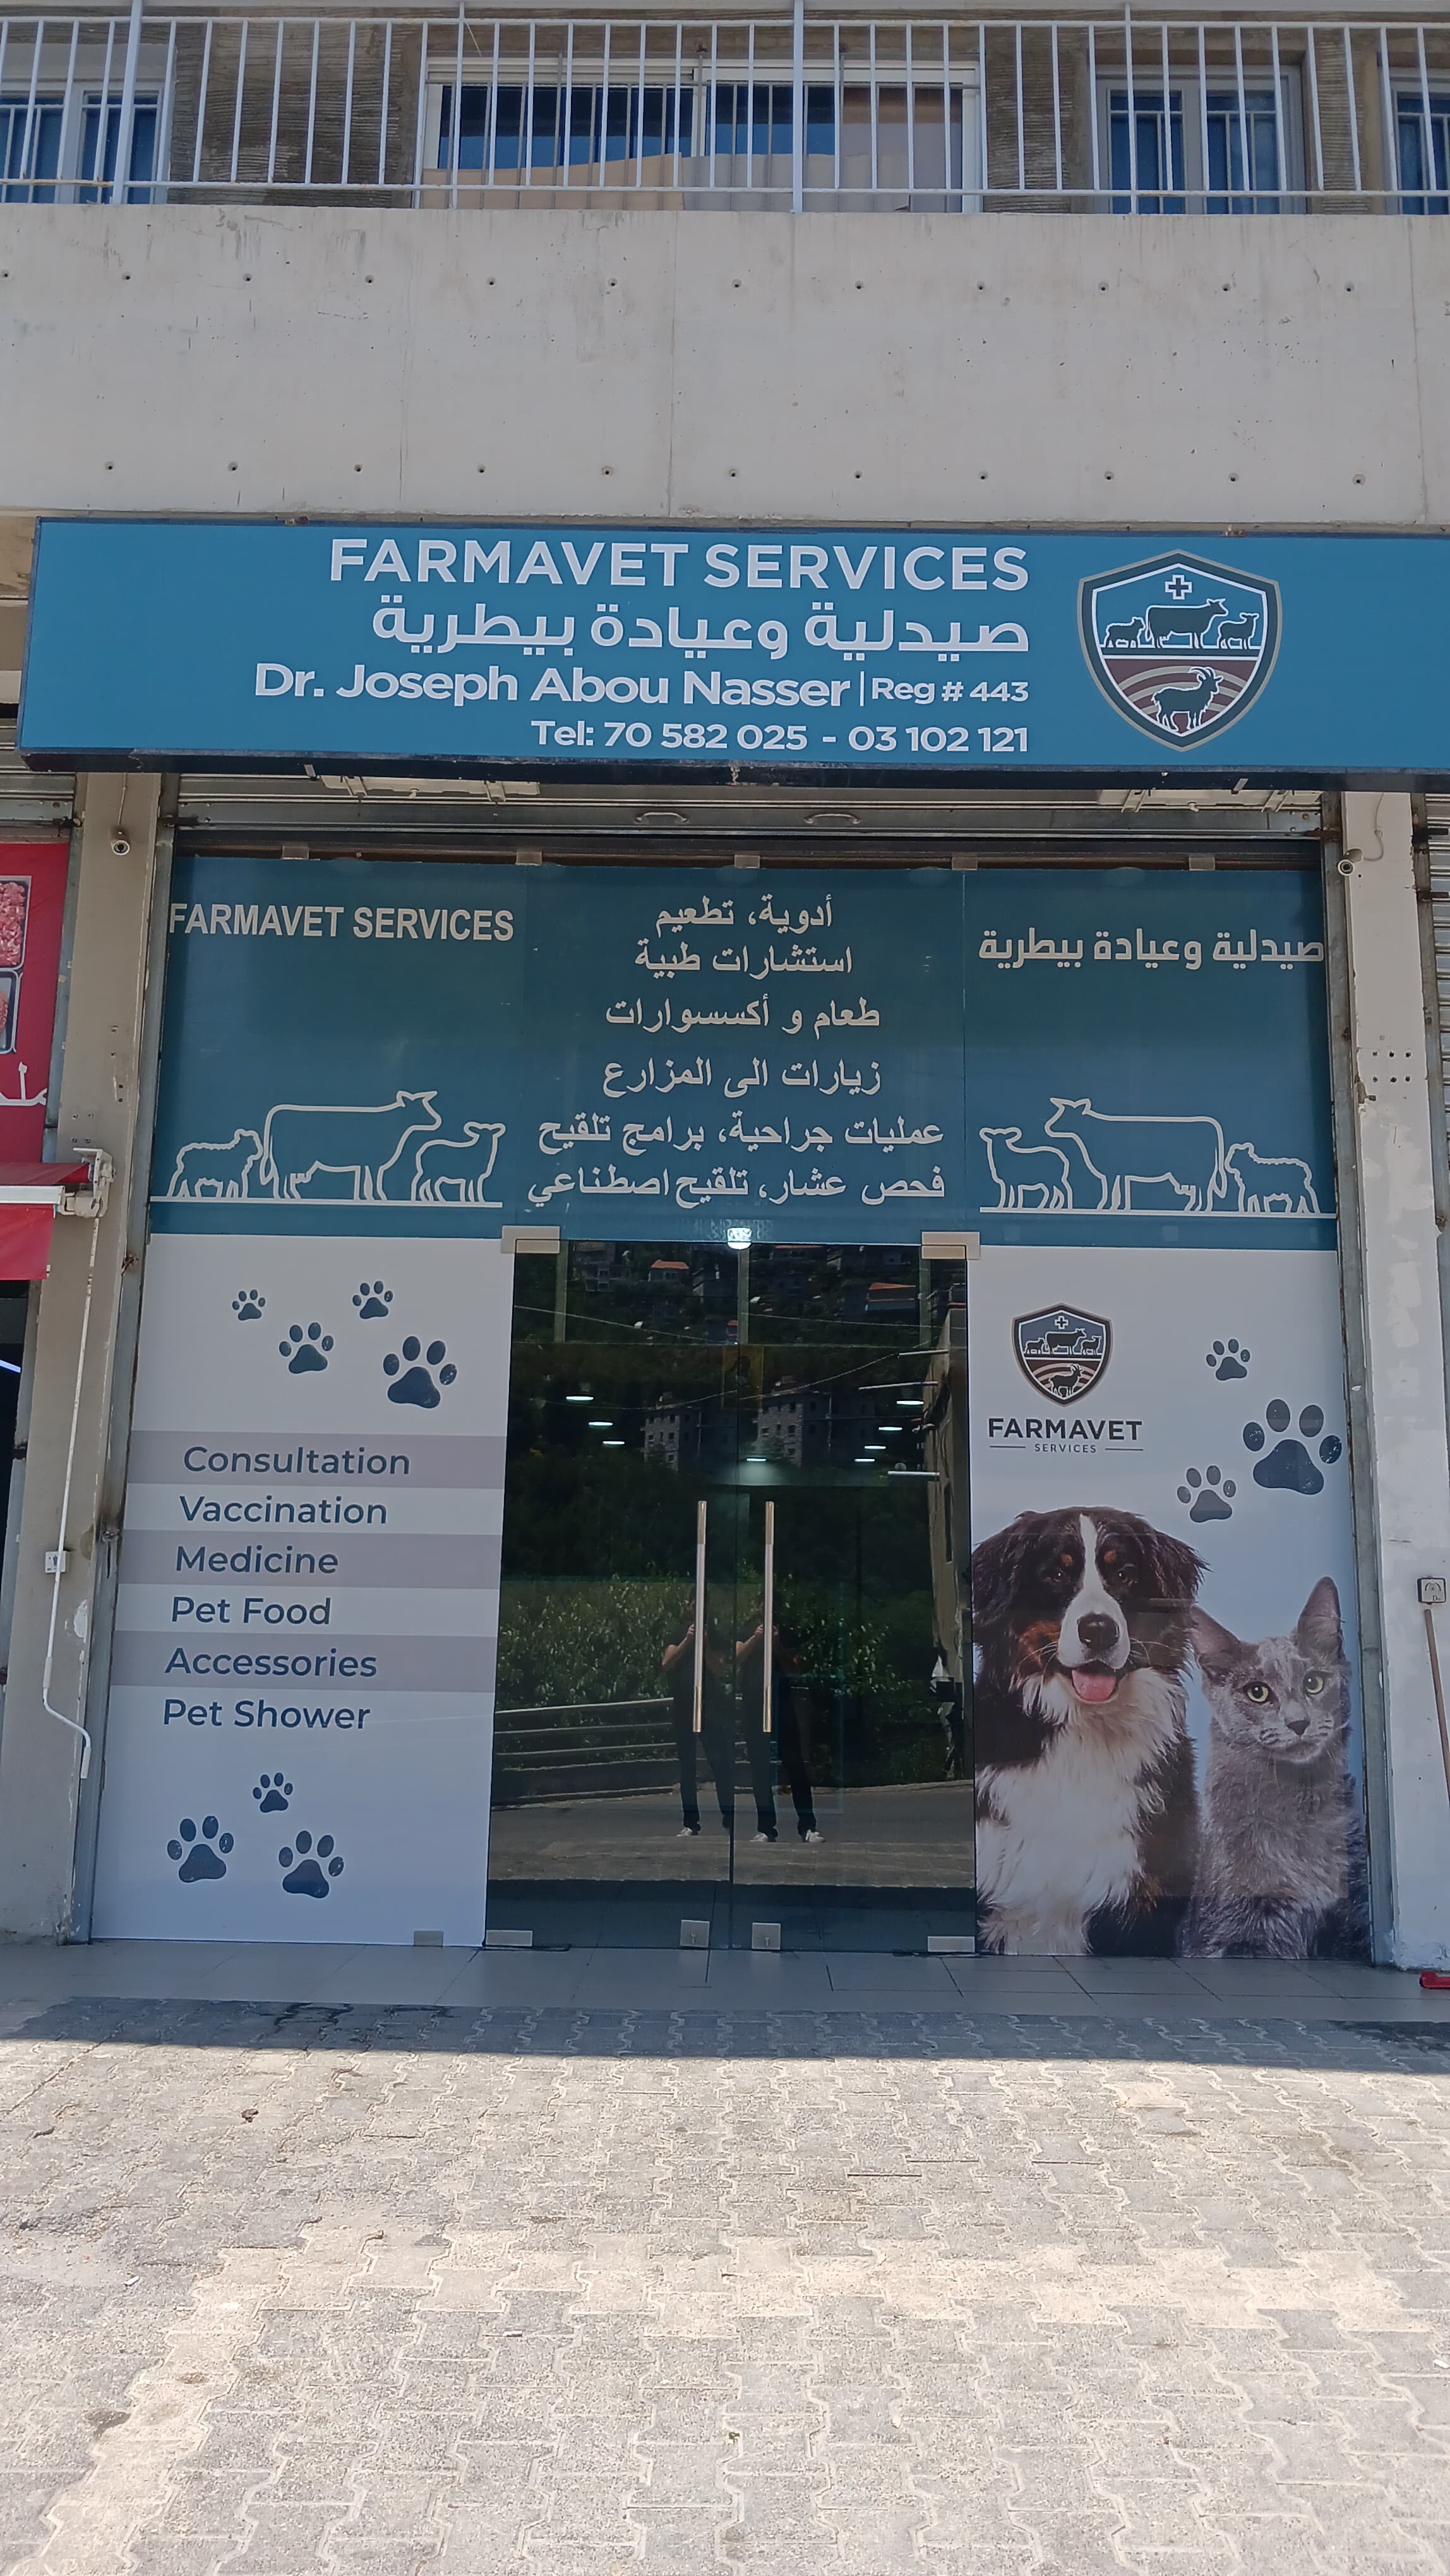 FARMAVET SERVICES
صيدلية وعيادة بيطرية
Dr. Joseph Abou Nasser | Reg # 443
Tel: 70 582 025 - 03 102 121
FARMAVET SERVICES
أدوية، تطعيم
استشارات طبية
طعام و أكسسوارات
زيارات الى المزارع
عمليات جراحية، برامج تلقيح
فحص عشار، تلقيح اصطناعي
صيدلية وعيادة بيطرية
Consultation
Vaccination
Medicine
Pet Food
Accessories
Pet Shower
FARMAVET
SERVICES